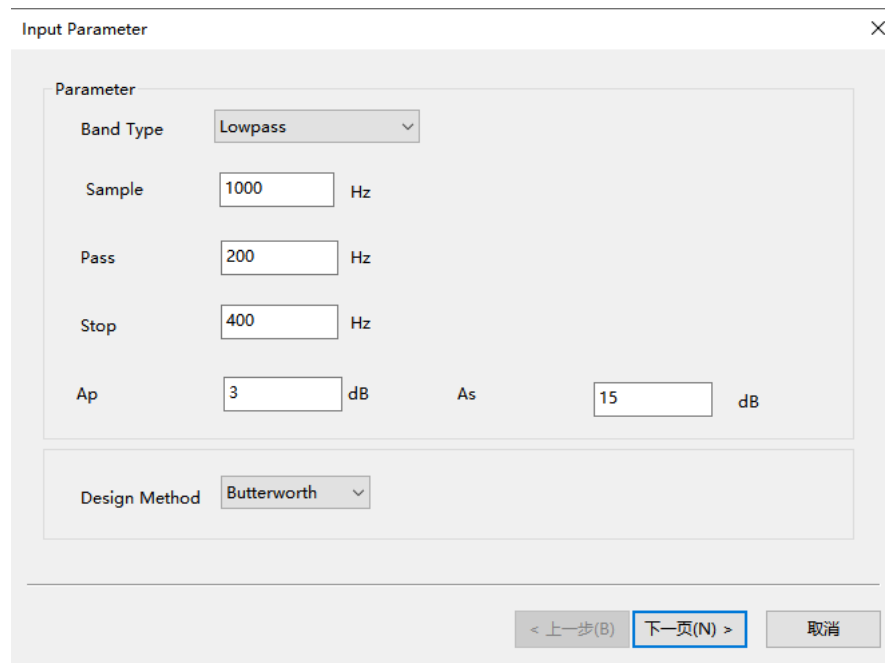 Input Parameter
Parameter
Band Type Lowpass
Sample 1000 Hz
Pass 200 Hz
Stop 400 Hz
Ap 3 dB As 15 dB
Design Method Butterworth
< 上一步(B) 下一页(N) > 取消